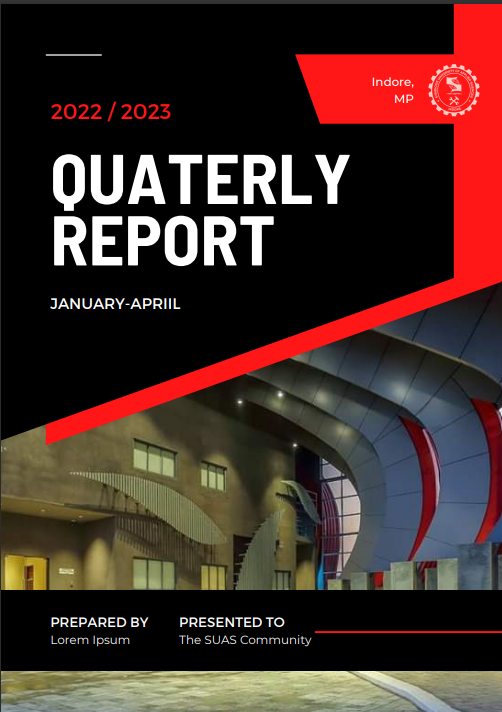 Indore,
MP
2022 / 2023
QUATERLY
REPORT
JANUARY-APRIIL
PREPARED BY
Lorem Ipsum
PRESENTED TO
The SUAS Community